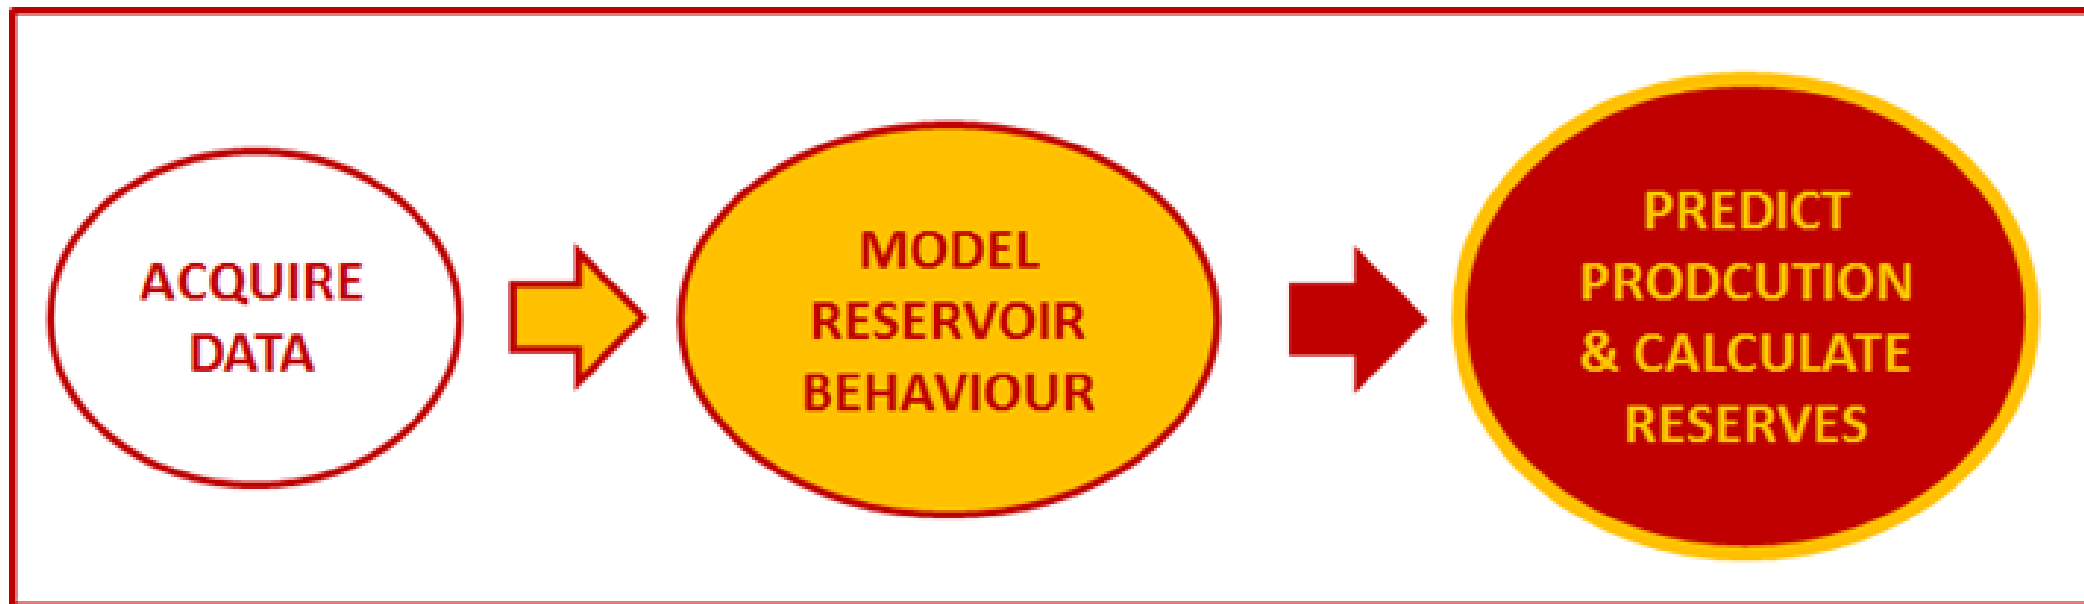 ACQUIRE
DATA
MODEL
RESERVOIR
BEHAVIOUR
PREDICT
PRODCUTION
& CALCULATE
RESERVES